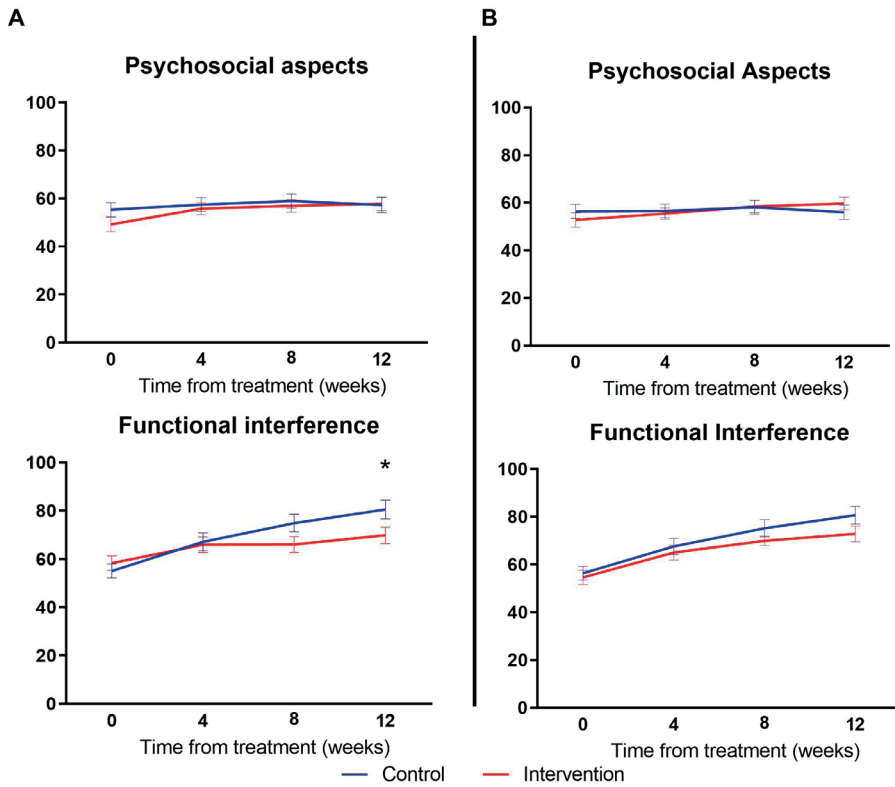 A
Psychosocial aspects
100
80
60
40
20
0
0 4 8 12
Time from treatment (weeks)
Functional interference
100
*
80
60
40
20
0
0 4 8 12
Time from treatment (weeks)
B
Psychosocial Aspects
100
80
60
40
20
0
0 4 8 12
Time from treatment (weeks)
Functional Interference
100
80
60
40
20
0
0 4 8 12
Time from treatment (weeks)
Control Intervention